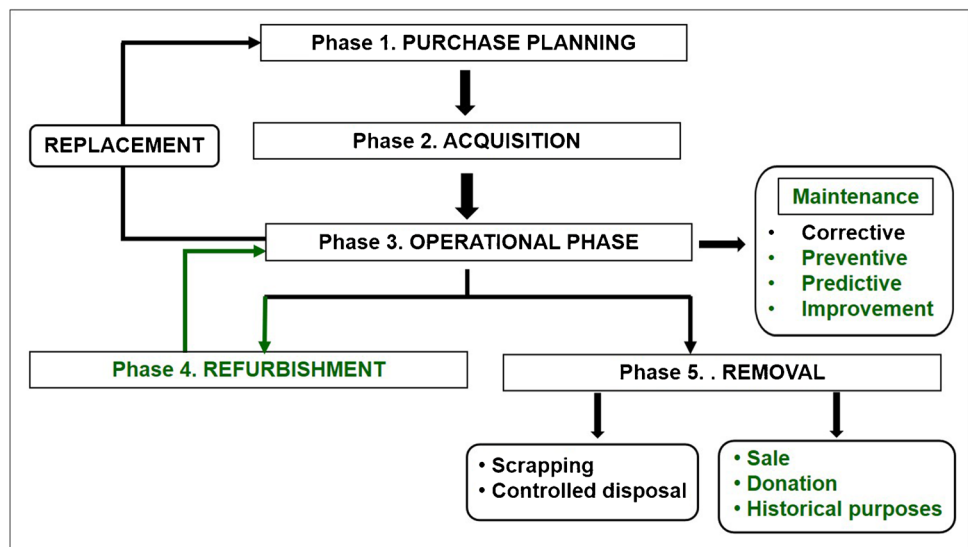 Phase 1. PURCHASE PLANNING
REPLACEMENT
Phase 2. ACQUISITION
Maintenance
• Corrective
• Preventive
• Predictive
• Improvement
Phase 3. OPERATIONAL PHASE
Phase 4. REFURBISHMENT
Phase 5. . REMOVAL
• Scrapping
• Controlled disposal
• Sale
• Donation
• Historical purposes